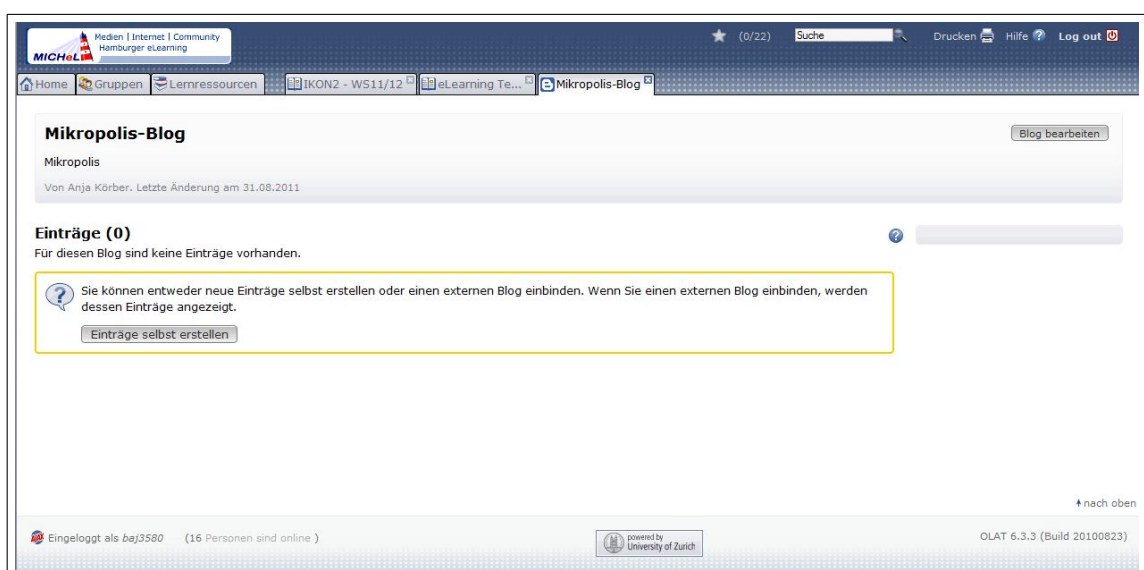 Medien | Internet | Community
Hamburger eLearning
MICHeL
(0/22) Suche Drucken Hilfe Log out
Home Gruppen Lernressourcen IKON2 - WS11/12 eLearning Te... Mikropolis-Blog
Mikropolis-Blog
Blog bearbeiten
Mikropolis
Von Anja Körber. Letzte Änderung am 31.08.2011
Einträge (0)
Für diesen Blog sind keine Einträge vorhanden.
Sie können entweder neue Einträge selbst erstellen oder einen externen Blog einbinden. Wenn Sie einen externen Blog einbinden, werden
dessen Einträge angezeigt.
Einträge selbst erstellen
nach oben
Eingeloggt als baj3580 (16 Personen sind online )
powered by
University of Zurich
OLAT 6.3.3 (Build 20100823)